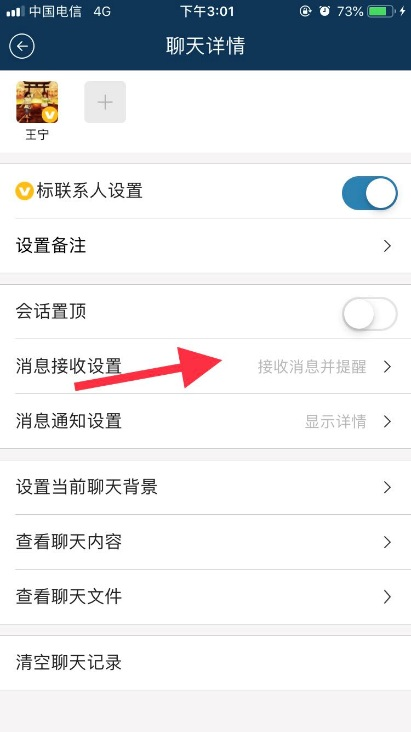 中国电信 4G 下午3:01 73%
聊天详情
王宁
V标联系人设置
设置备注
会话置顶
消息接收设置 接收消息并提醒
消息通知设置 显示详情
设置当前聊天背景
查看聊天内容
查看聊天文件
清空聊天记录